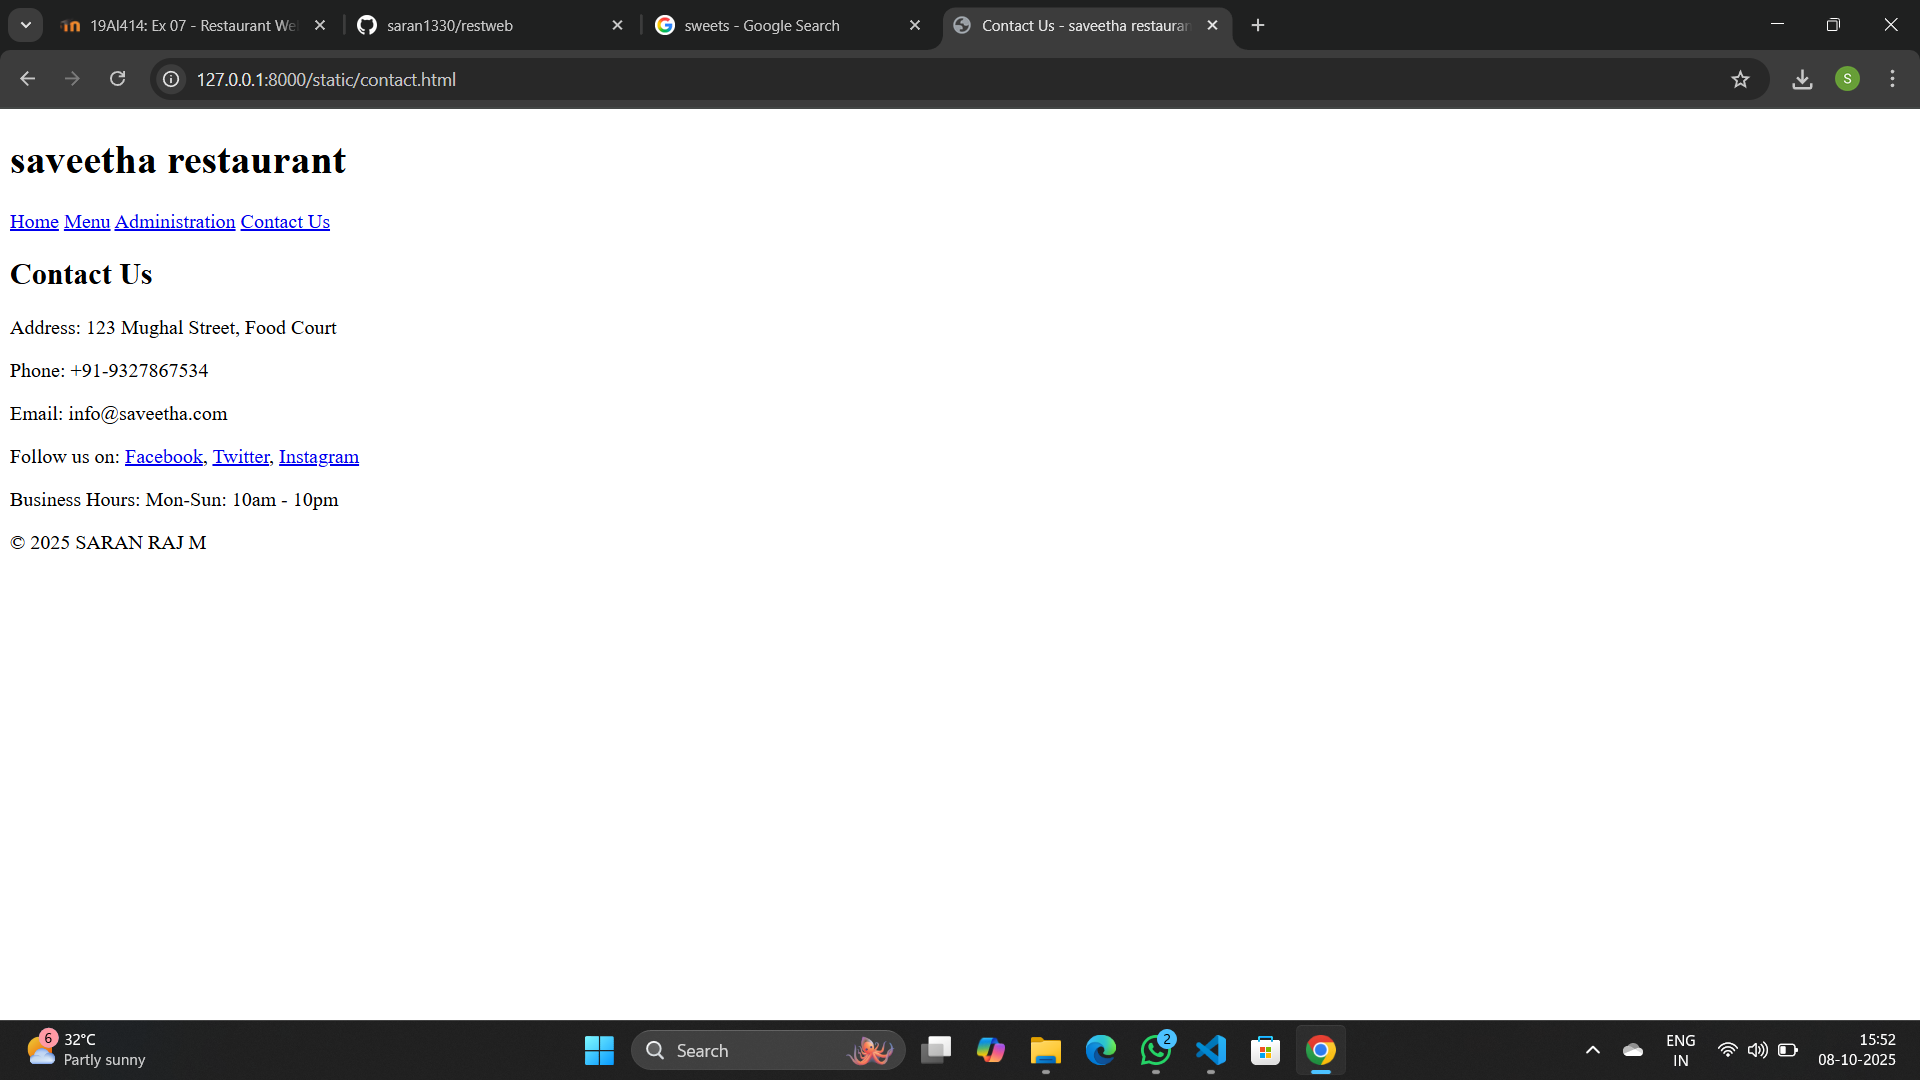 19AI414: Ex 07 - Restaurant We
saran1330/restweb
sweets - Google Search
Contact Us - saveetha restauran
127.0.0.1:8000/static/contact.html
S
saveetha restaurant
Home Menu Administration Contact Us
Contact Us
Address: 123 Mughal Street, Food Court
Phone: +91-9327867534
Email: info@saveetha.com
Follow us on: Facebook, Twitter, Instagram
Business Hours: Mon-Sun: 10am - 10pm
© 2025 SARAN RAJ M
6
32°C
Partly sunny
Search
2
ENG
IN
15:52
08-10-2025